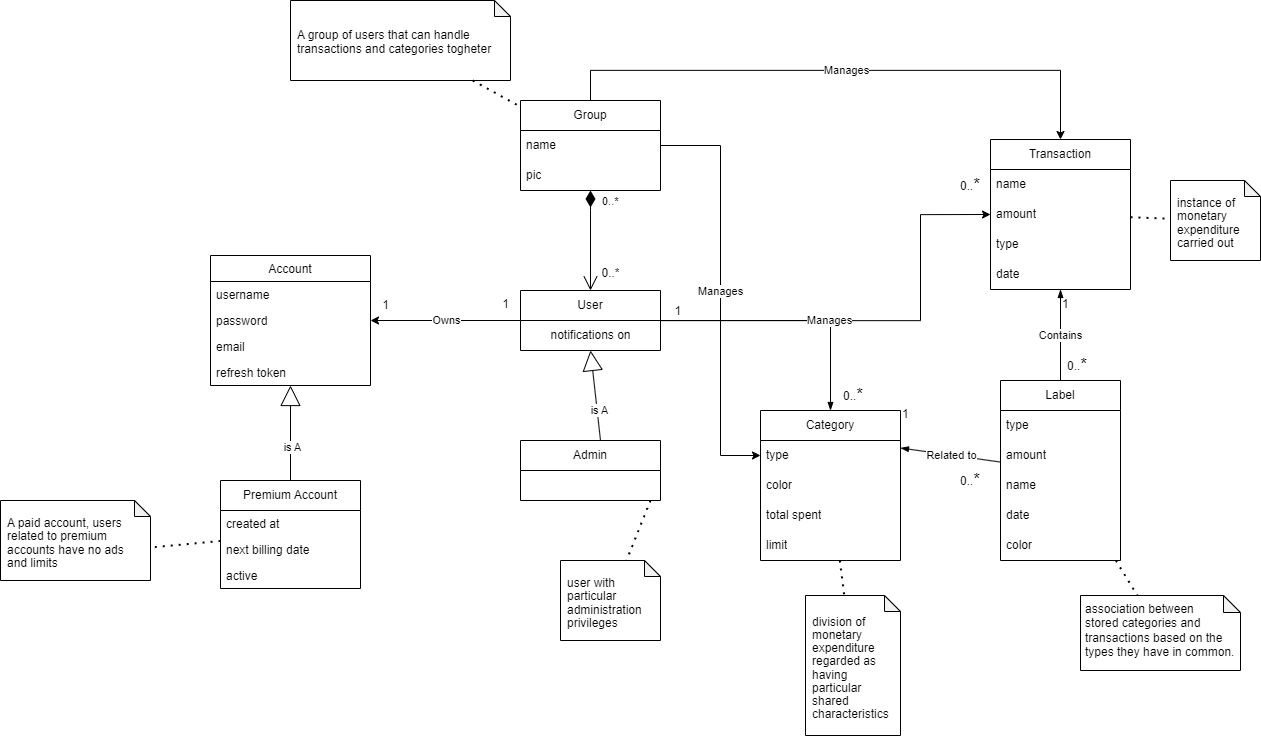 A group of users that can handle
transactions and categories togheter
Manages
Group
name
pic
0..*
0..*
Manages
Transaction
name
amount
type
date
0..*
instance of
monetary
expenditure
carried out
Account
username
password
email
refresh token
1
Owns
1
User
notifications on
1
Manages
0..*
1
Contains
0..*
is A
is A
Admin
Category
type
color
total spent
limit
1
Related to
0..*
Label
type
amount
name
date
color
Premium Account
created at
next billing date
active
A paid account, users
related to premium
accounts have no ads
and limits
user with
particular
administration
privileges
division of
monetary
expenditure
regarded as
having
particular
shared
characteristics
association between
stored categories and
transactions based on the
types they have in common.